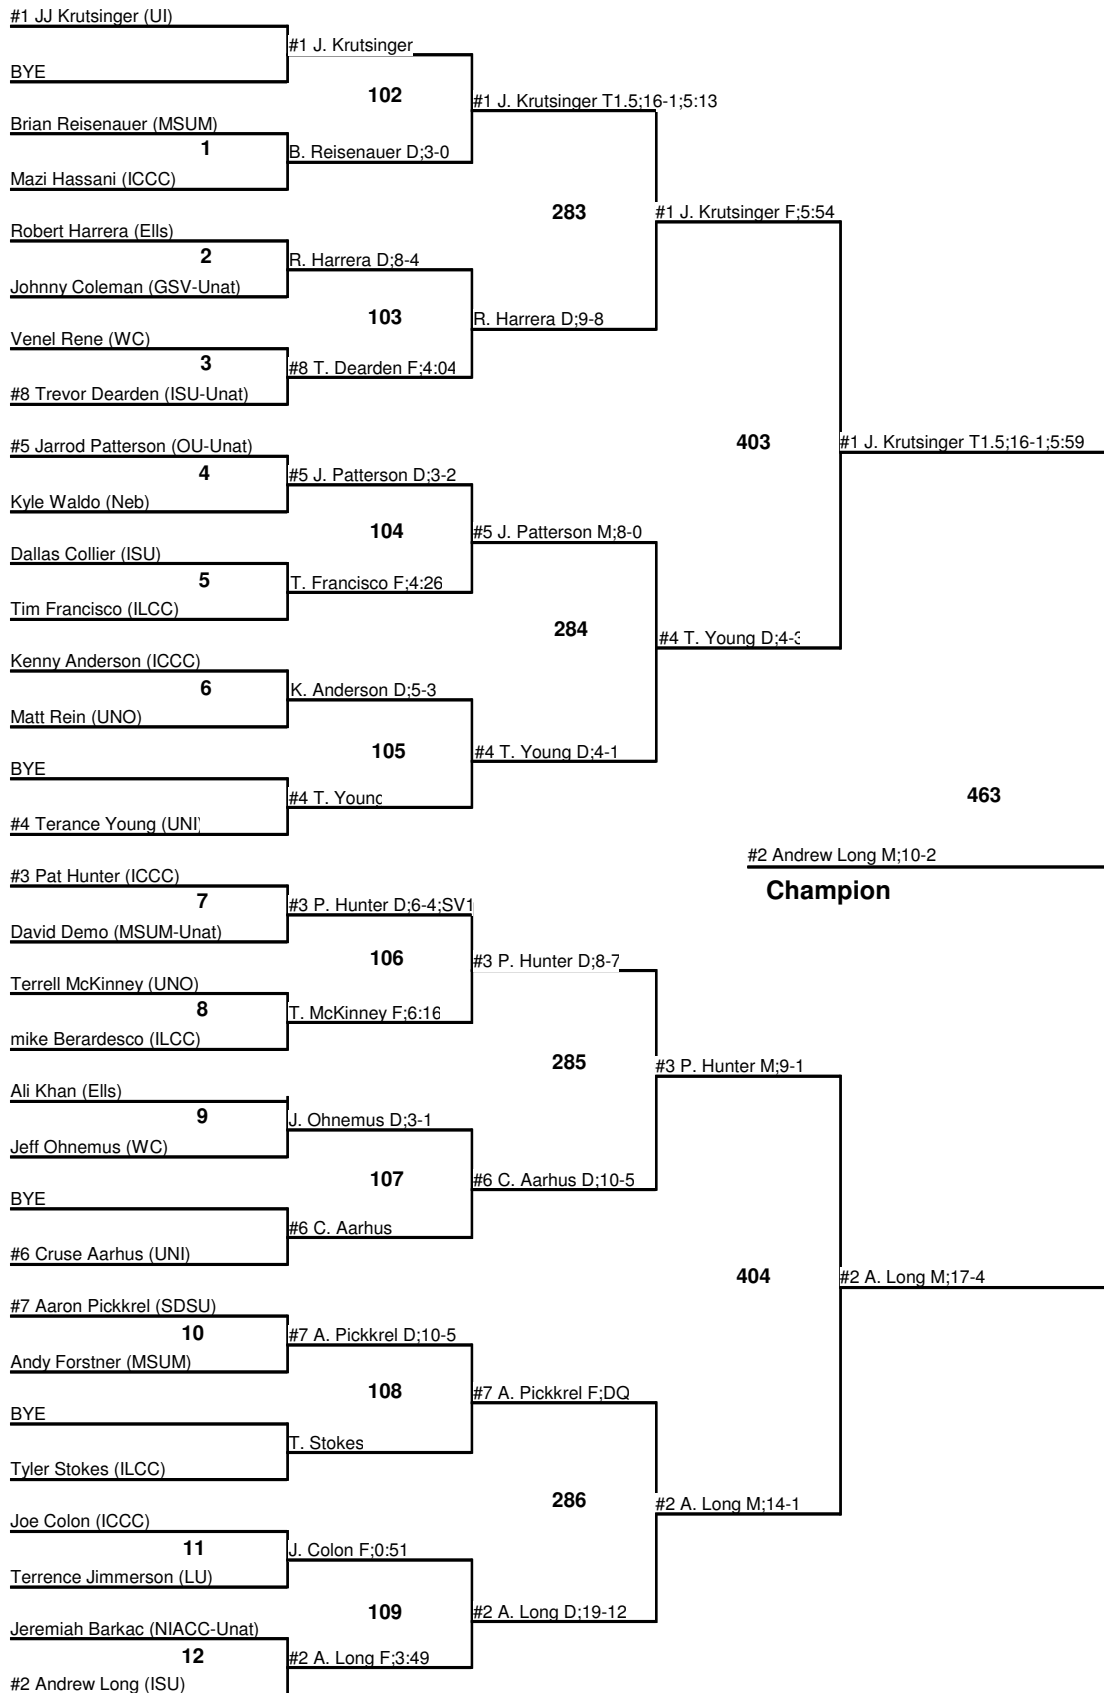 #1 JJ Krutsinger (UI)
#1 J. Krutsinger
BYE
102
#1 J. Krutsinger T1.5;16-1;5:13
Brian Reisenauer (MSUM)
1
B. Reisenauer D;3-0
Mazi Hassani (ICCC)
283
#1 J. Krutsinger F;5:54
Robert Harrera (Ells)
2
R. Harrera D;8-4
Johnny Coleman (GSV-Unat)
103
R. Harrera D;9-8
Venel Rene (WC)
3
#8 T. Dearden F;4:04
#8 Trevor Dearden (ISU-Unat)
403
#1 J. Krutsinger T1.5;16-1;5:59
#5 Jarrod Patterson (OU-Unat)
4
#5 J. Patterson D;3-2
Kyle Waldo (Neb)
104
#5 J. Patterson M;8-0
Dallas Collier (ISU)
5
T. Francisco F;4:26
Tim Francisco (ILCC)
284
#4 T. Young D;4-3
Kenny Anderson (ICCC)
6
K. Anderson D;5-3
Matt Rein (UNO)
105
#4 T. Young D;4-1
BYE
#4 T. Young
#4 Terance Young (UNI)
463
#2 Andrew Long M;10-2
Champion
#3 Pat Hunter (ICCC)
7
#3 P. Hunter D;6-4;SV1
David Demo (MSUM-Unat)
106
#3 P. Hunter D;8-7
Terrell McKinney (UNO)
8
T. McKinney F;6:16
mike Berardesco (ILCC)
285
#3 P. Hunter M;9-1
Ali Khan (Ells)
9
J. Ohnemus D;3-1
Jeff Ohnemus (WC)
107
#6 C. Aarhus D;10-5
BYE
#6 C. Aarhus
#6 Cruse Aarhus (UNI)
404
#2 A. Long M;17-4
#7 Aaron Pickkrel (SDSU)
10
#7 A. Pickkrel D;10-5
Andy Forstner (MSUM)
108
#7 A. Pickkrel F;DQ
BYE
T. Stokes
Tyler Stokes (ILCC)
286
#2 A. Long M;14-1
Joe Colon (ICCC)
11
J. Colon F;0:51
Terrence Jimmerson (LU)
109
#2 A. Long D;19-12
Jeremiah Barkac (NIACC-Unat)
12
#2 A. Long F;3:49
#2 Andrew Long (ISU)